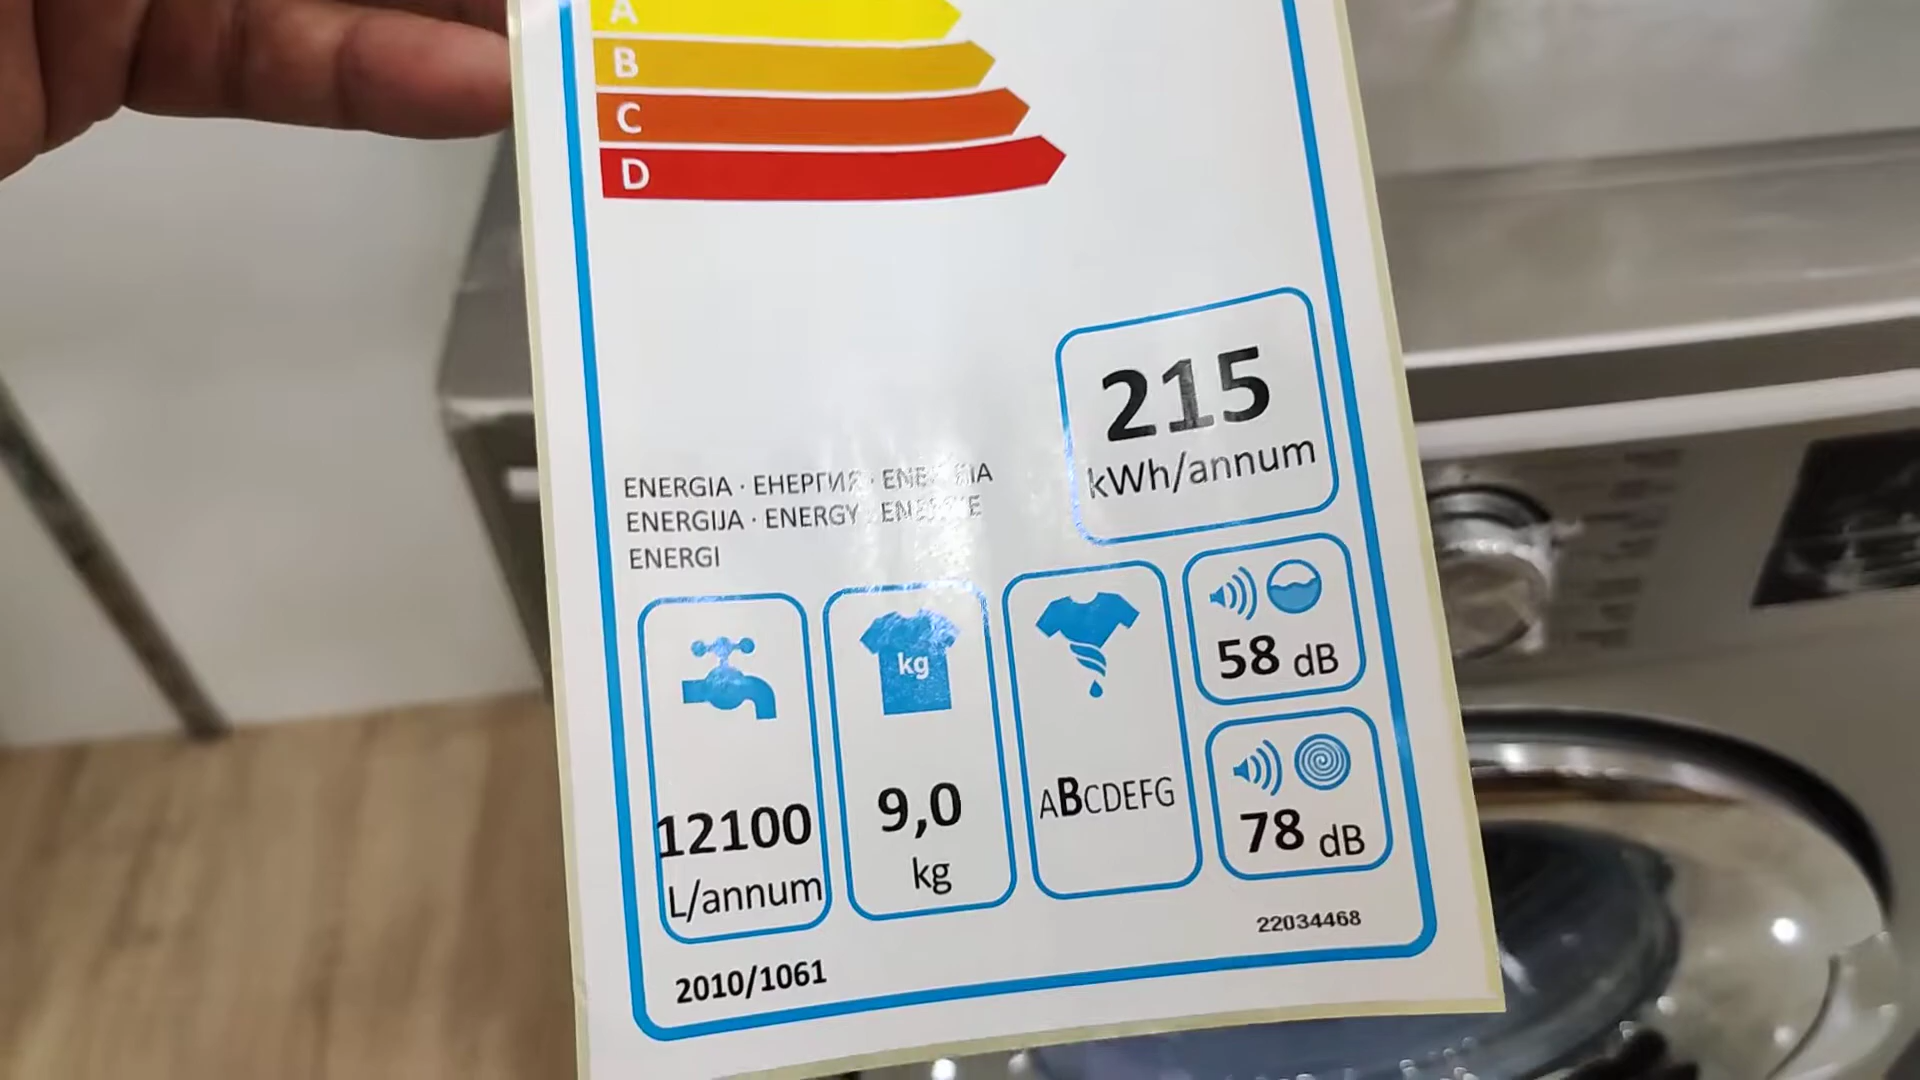 A
B
C
D
215
kWh/annum
ENERGIA · ЕНЕРГИЯ ·
ENERGIJA · ENERGY
ENERGI
kg
12100
L/annum
9,0
kg
ABCDEFG
58 dB
78 dB
22034468
2010/1061